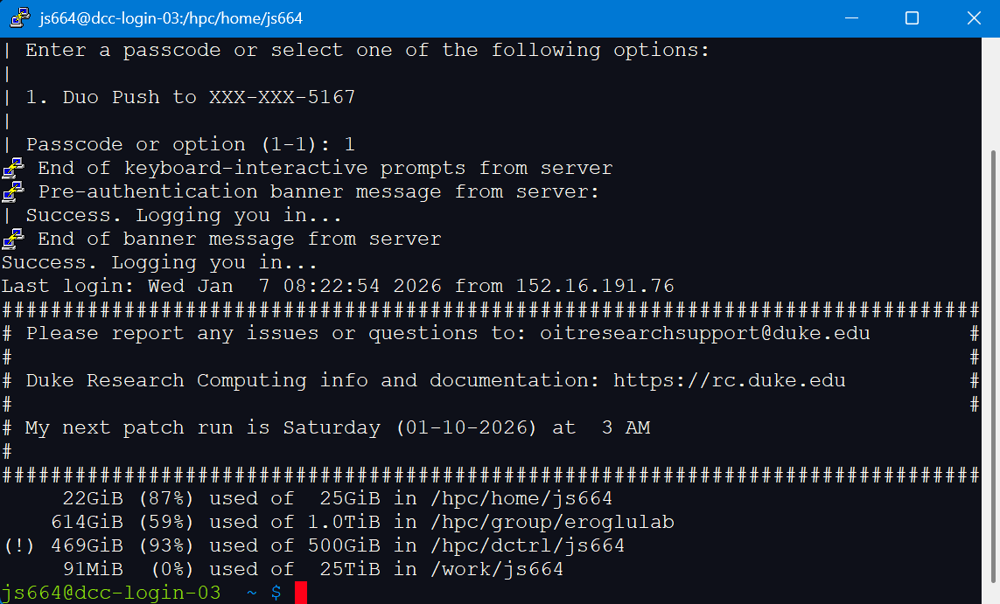 js664@dcc-login-03:/hpc/home/js664
| Enter a passcode or select one of the following options:
|
| 1. Duo Push to XXX-XXX-5167
|
| Passcode or option (1-1): 1
End of keyboard-interactive prompts from server
Pre-authentication banner message from server:
| Success. Logging you in...
End of banner message from server
Success. Logging you in...
Last login: Wed Jan  7 08:22:54 2026 from 152.16.191.76
################################################################################
# Please report any issues or questions to: oitresearchsupport@duke.edu        #
#                                                                              #
# Duke Research Computing info and documentation: https://rc.duke.edu          #
#                                                                              #
# My next patch run is Saturday (01-10-2026) at  3 AM
#
################################################################################
     22GiB (87%) used of  25GiB in /hpc/home/js664
    614GiB (59%) used of 1.0TiB in /hpc/group/eroglulab
(!) 469GiB (93%) used of 500GiB in /hpc/dctrl/js664
     91MiB  (0%) used of  25TiB in /work/js664
js664@dcc-login-03  ~ $